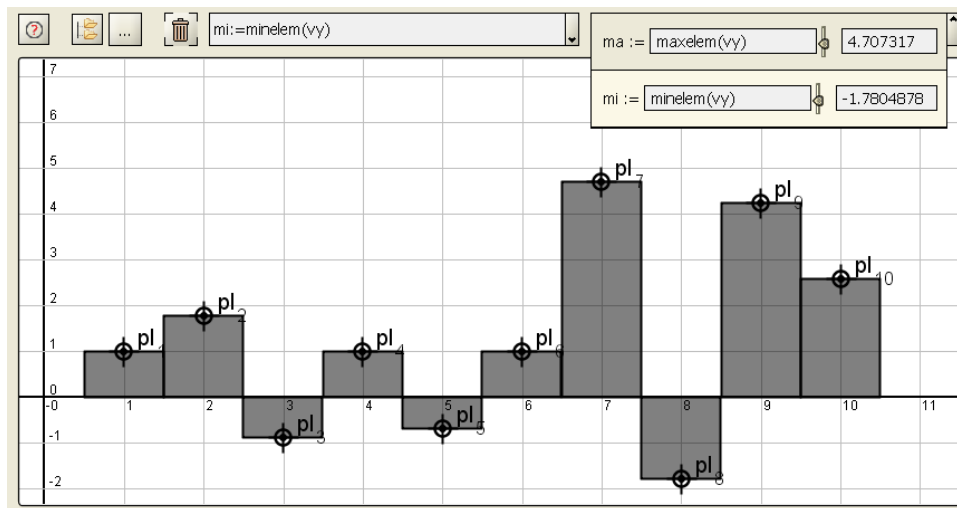 ?
...
mi:=minelem(vy)
ma := maxelem(vy) 4.707317
mi := minelem(vy) -1.7804878
7
6
5
4
3
2
1
0
-1
-2
-0 1 2 3 4 5 6 7 8 9 10 11
pl 1
pl 2
pl 3
pl 4
pl 5
pl 6
pl 7
pl 8
pl 9
pl 10